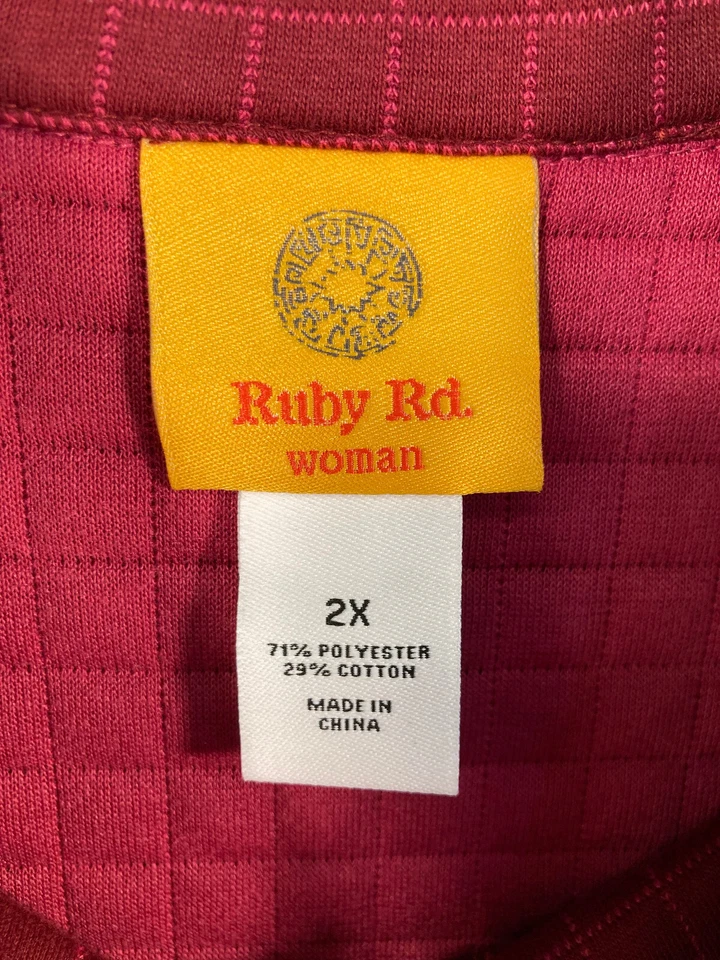 Ruby Rd.
woman
2X
71% POLYESTER
29% COTTON
MADE IN
CHINA